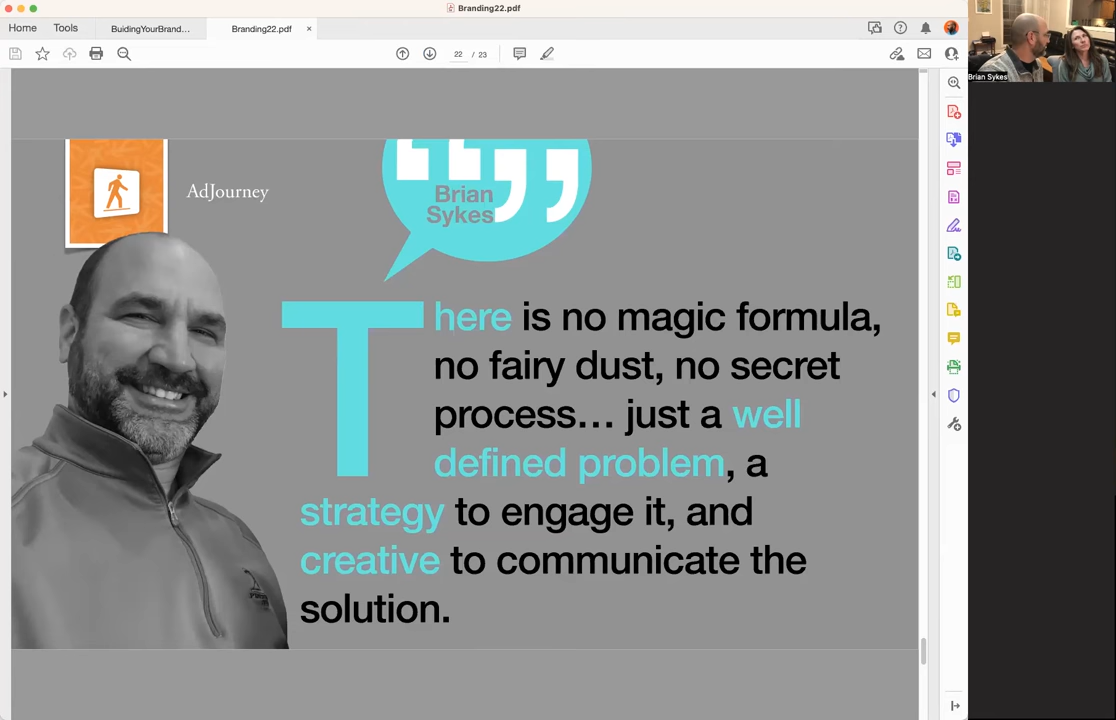 Branding22.pdf
Home
Tools
BuidingYourBrand...
Branding22.pdf
×
22 / 23
Brian Sykes
AdJourney
Brian
Sykes
There is no magic formula,
no fairy dust, no secret
process... just a well
defined problem, a
strategy to engage it, and
creative to communicate the
solution.